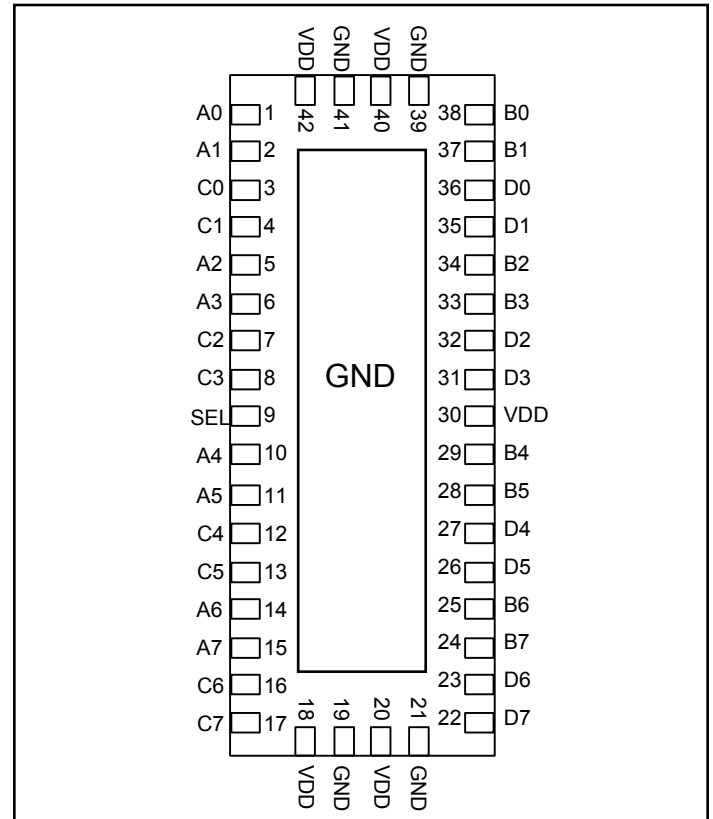 VDD GND VDD GND
42 41 40 39
A0 1 38 B0
A1 2 37 B1
C0 3 36 D0
C1 4 35 D1
A2 5 34 B2
A3 6 33 B3
C2 7 32 D2
C3 8 GND 31 D3
SEL 9 30 VDD
A4 10 29 B4
A5 11 28 B5
C4 12 27 D4
C5 13 26 D5
A6 14 25 B6
A7 15 24 B7
C6 16 23 D6
C7 17 22 D7
18 19 20 21
VDD GND VDD GND